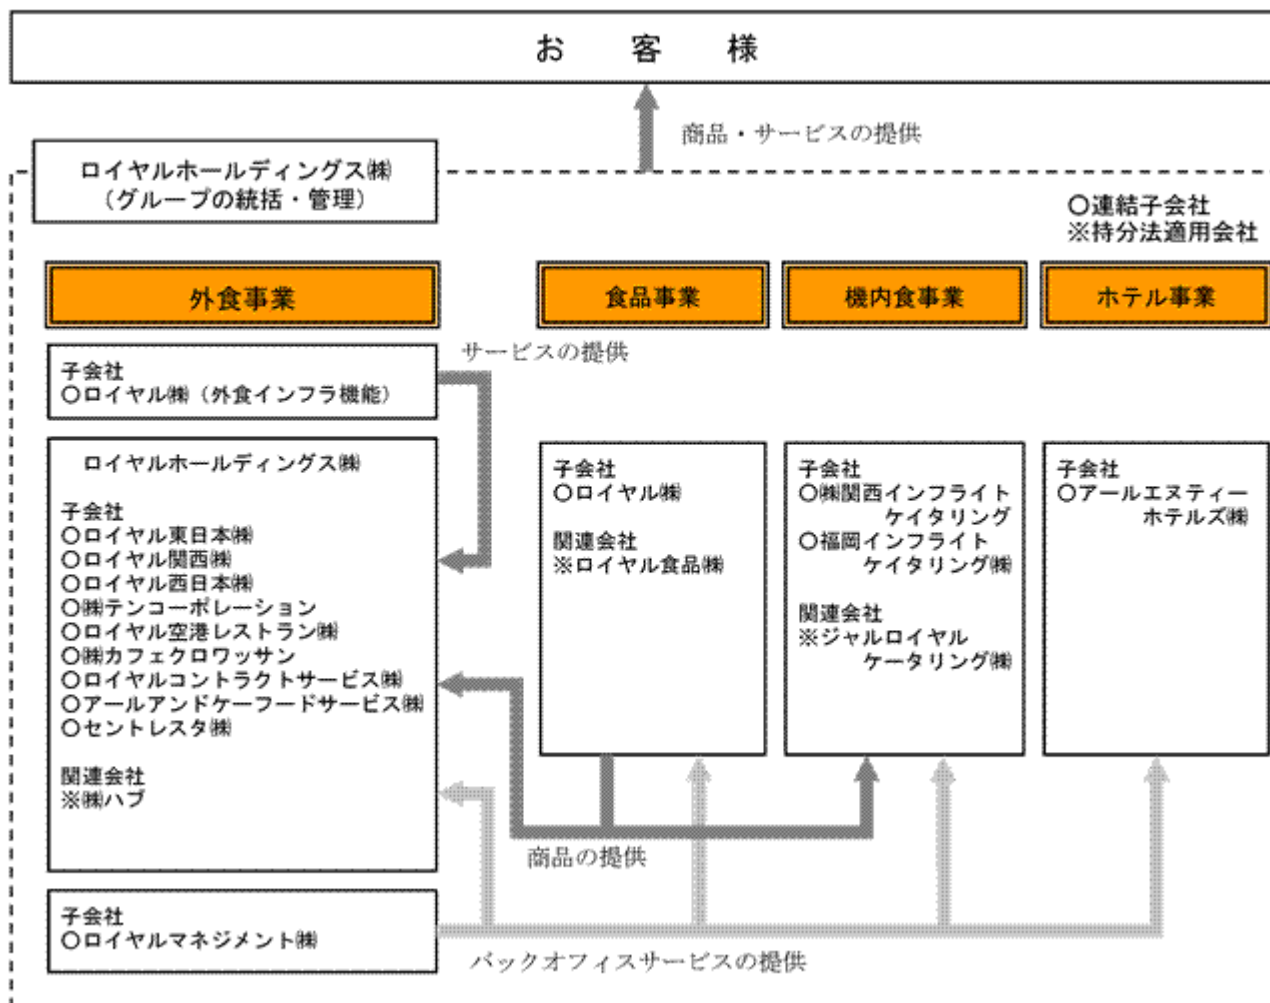 お客様
商品・サービスの提供
ロイヤルホールディングス㈱
（グループの統括・管理）
○連結子会社
※持分法適用会社
外食事業
食品事業
機内食事業
ホテル事業
サービスの提供
子会社
○ロイヤル㈱（外食インフラ機能）
ロイヤルホールディングス㈱
子会社
○ロイヤル東日本㈱
○ロイヤル関西㈱
○ロイヤル西日本㈱
○㈱テンコーポレーション
○ロイヤル空港レストラン㈱
○㈱カフェクロワッサン
○ロイヤルコントラクトサービス㈱
○アールアンドケーフードサービス㈱
○セントレスタ㈱
関連会社
※㈱ハブ
子会社
○ロイヤル㈱
関連会社
※ロイヤル食品㈱
子会社
○㈱関西インフライト
ケイタリング
○福岡インフライト
ケイタリング㈱
関連会社
※ジャルロイヤル
ケータリング㈱
子会社
○アールエヌティー
ホテルズ㈱
商品の提供
子会社
○ロイヤルマネジメント㈱
バックオフィスサービスの提供